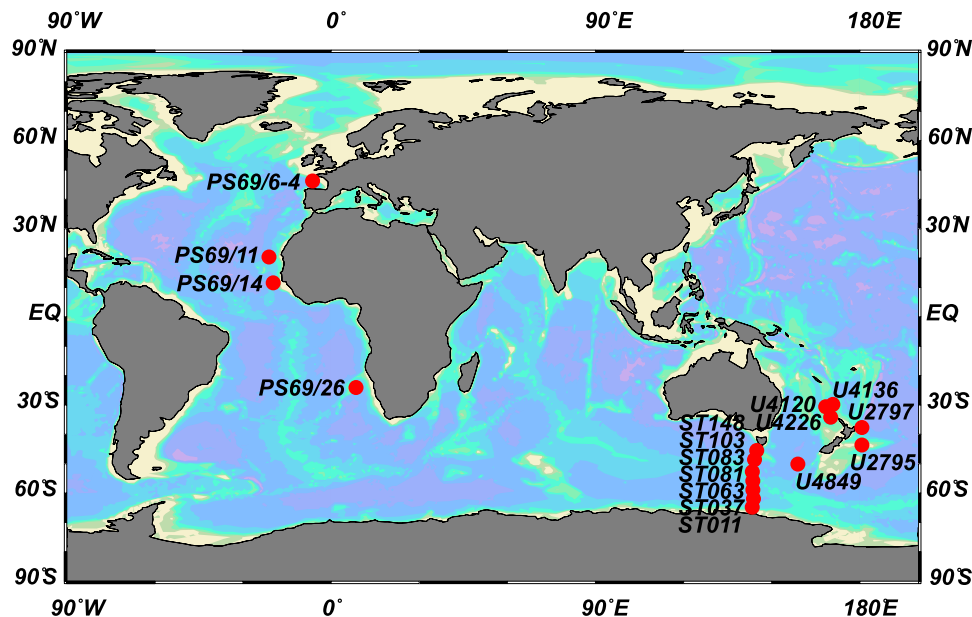 90°W 0° 90°E 180°E
90°N 90°N
60°N 60°N
PS69/6-4
30°N 30°N
PS69/11
PS69/14
EQ EQ
PS69/26
30°S 30°S
U4136
U4120
U2797
ST148 U4226
ST103
ST083
U2795
ST081
U4849
ST063
60°S 60°S
ST037
ST011
90°S 90°S
90°W 0° 90°E 180°E